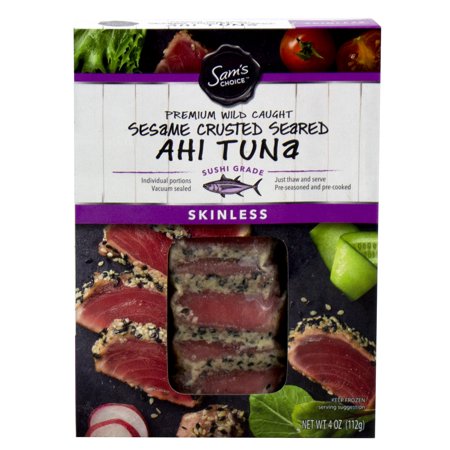 Sam's
CHOICE™
PREMIUM WILD CAUGHT
SESAME CRUSTED SEARED
AHI TUNA
SUSHI GRADE
Individual portions
Vacuum sealed
Just thaw and serve
Pre-seasoned and pre-cooked
SKINLESS
KEEP FROZEN
serving suggestion
NET WT 4 OZ (112g)